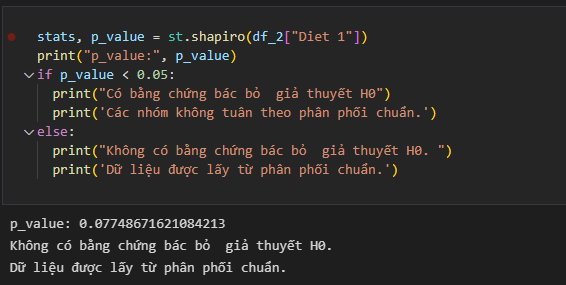 stats, p_value = st.shapiro(df_2["Diet 1"])
print("p_value:", p_value)
if p_value < 0.05:
print("Có bằng chứng bác bỏ  giả thuyết H0")
print('Các nhóm không tuân theo phân phối chuẩn.')
else:
print("Không có bằng chứng bác bỏ  giả thuyết H0. ")
print('Dữ liệu được lấy từ phân phối chuẩn.')
p_value: 0.07748671621084213
Không có bằng chứng bác bỏ  giả thuyết H0.
Dữ liệu được lấy từ phân phối chuẩn.